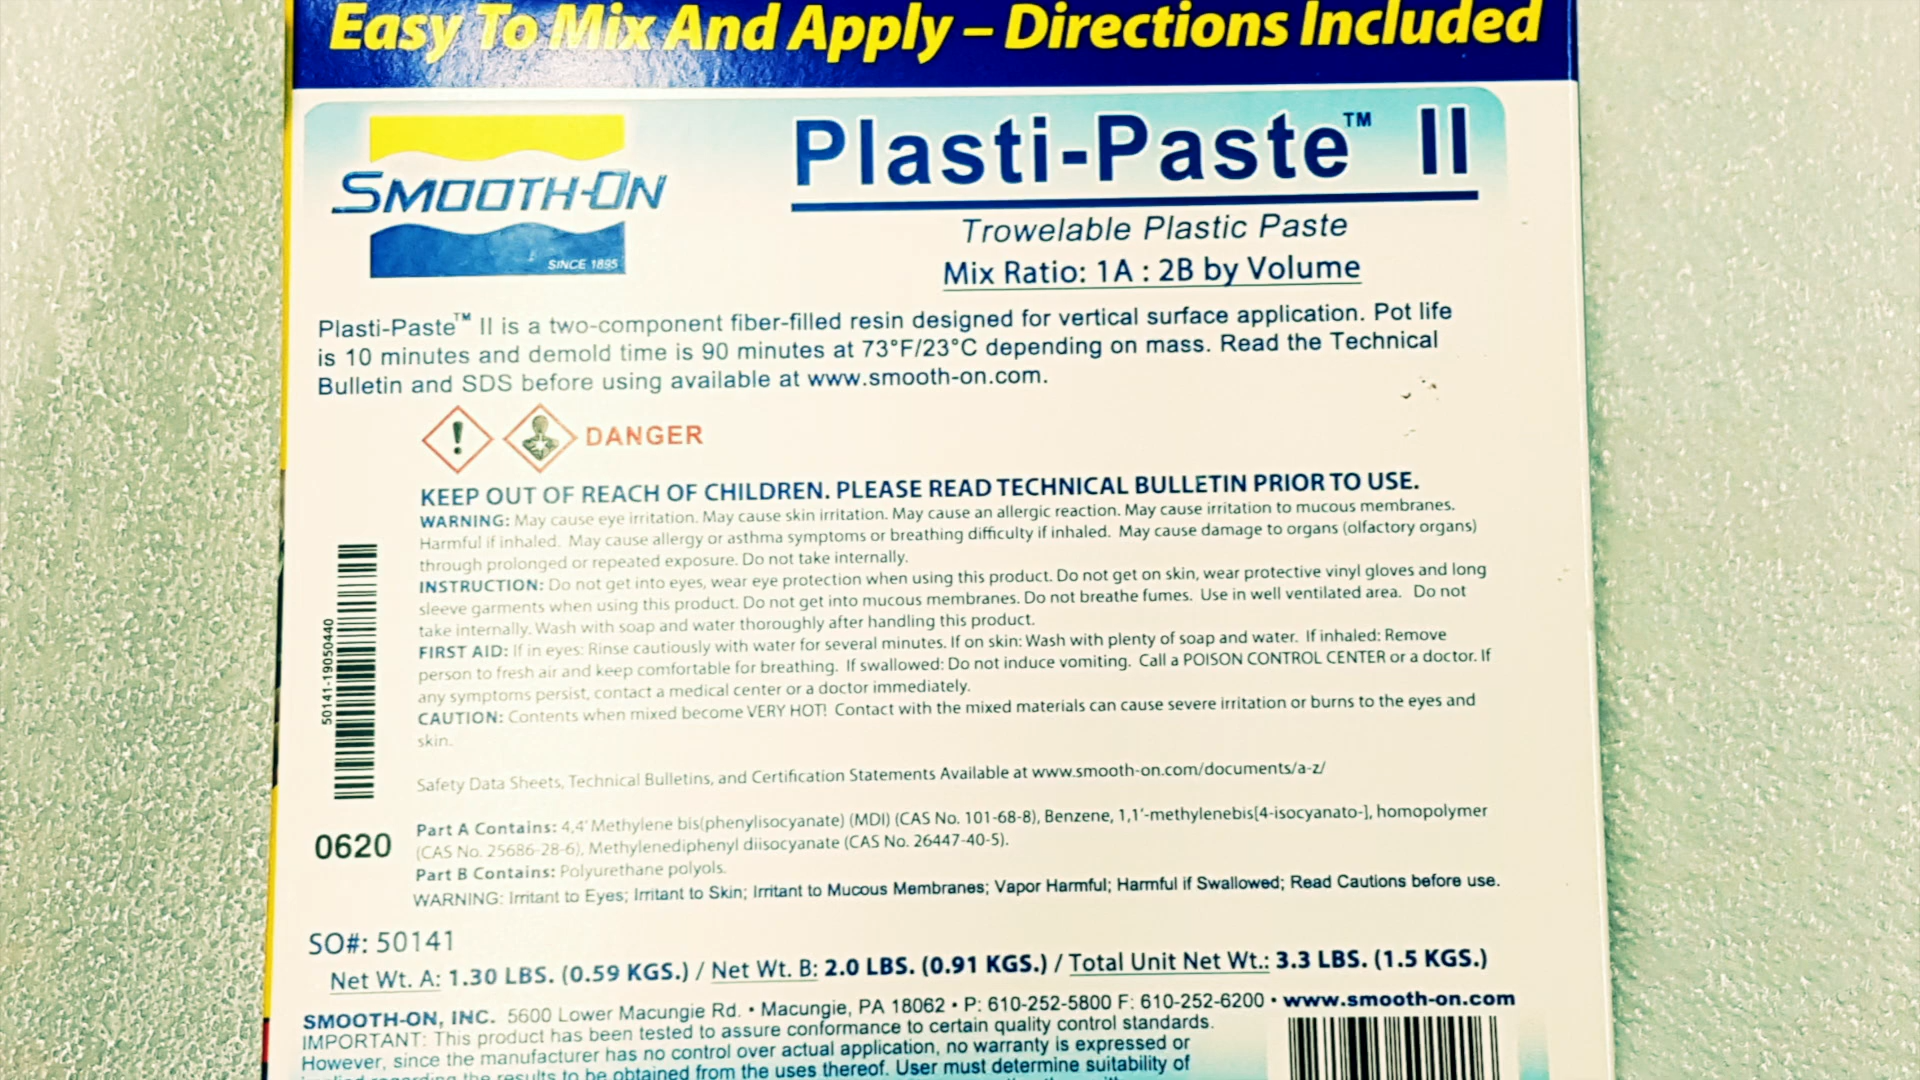 Easy To Mix And Apply – Directions Included
SMOOTH-ON
SINCE 1895
Plasti-Paste™ II
Trowelable Plastic Paste
Mix Ratio: 1A : 2B by Volume
Plasti-Paste™ II is a two-component fiber-filled resin designed for vertical surface application. Pot life
is 10 minutes and demold time is 90 minutes at 73°F/23°C depending on mass. Read the Technical
Bulletin and SDS before using available at www.smooth-on.com.
DANGER
KEEP OUT OF REACH OF CHILDREN. PLEASE READ TECHNICAL BULLETIN PRIOR TO USE.
WARNING: May cause eye irritation. May cause skin irritation. May cause an allergic reaction. May cause irritation to mucous membranes.
Harmful if inhaled. May cause allergy or asthma symptoms or breathing difficulty if inhaled. May cause damage to organs (olfactory organs)
through prolonged or repeated exposure. Do not take internally.
INSTRUCTION: Do not get into eyes, wear eye protection when using this product. Do not get on skin, wear protective vinyl gloves and long
sleeve garments when using this product. Do not get into mucous membranes. Do not breathe fumes. Use in well ventilated area. Do not
take internally. Wash with soap and water thoroughly after handling this product.
FIRST AID: If in eyes: Rinse cautiously with water for several minutes. If on skin: Wash with plenty of soap and water. If inhaled: Remove
person to fresh air and keep comfortable for breathing. If swallowed: Do not induce vomiting. Call a POISON CONTROL CENTER or a doctor. If
any symptoms persist, contact a medical center or a doctor immediately.
CAUTION: Contents when mixed become VERY HOT! Contact with the mixed materials can cause severe irritation or burns to the eyes and
skin.
Safety Data Sheets, Technical Bulletins, and Certification Statements Available at www.smooth-on.com/documents/a-z/
50141-19050440
0620
Part A Contains: 4,4' Methylene bis(phenylisocyanate) (MDI) (CAS No. 101-68-8), Benzene, 1,1'-methylenebis[4-isocyanato-], homopolymer
(CAS No. 25686-28-6), Methylenediphenyl diisocyanate (CAS No. 26447-40-5).
Part B Contains: Polyurethane polyols.
WARNING: Irritant to Eyes; Irritant to Skin; Irritant to Mucous Membranes; Vapor Harmful; Harmful if Swallowed; Read Cautions before use.
SO#: 50141
Net Wt. A: 1.30 LBS. (0.59 KGS.) / Net Wt. B: 2.0 LBS. (0.91 KGS.) / Total Unit Net Wt.: 3.3 LBS. (1.5 KGS.)
SMOOTH-ON, INC. 5600 Lower Macungie Rd. • Macungie, PA 18062 • P: 610-252-5800 F: 610-252-6200 • www.smooth-on.com
IMPORTANT: This product has been tested to assure conformance to certain quality control standards.
However, since the manufacturer has no control over actual application, no warranty is expressed or
implied regarding the results to be obtained from the uses thereof. User must determine suitability of